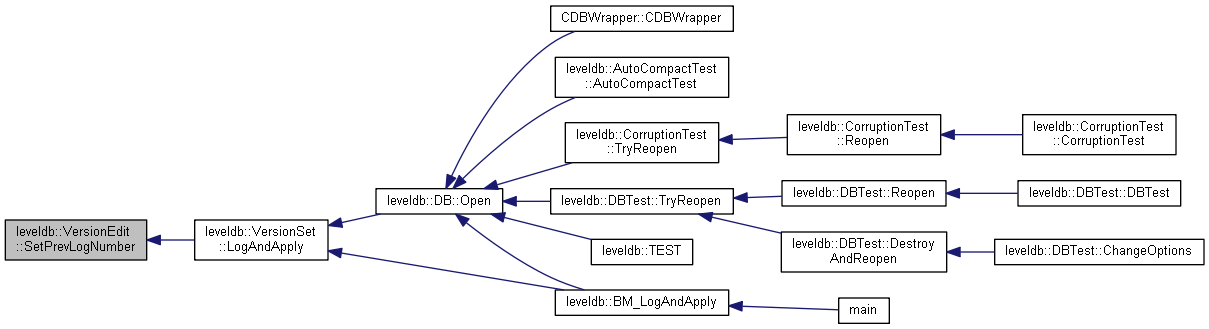 CDBWrapper::CDBWrapper
leveldb::AutoCompactTest
::AutoCompactTest
leveldb::CorruptionTest
::TryReopen
leveldb::CorruptionTest
::Reopen
leveldb::CorruptionTest
::CorruptionTest
leveldb::DB::Open
leveldb::DBTest::TryReopen
leveldb::DBTest::Reopen
leveldb::DBTest::DBTest
leveldb::VersionEdit
::SetPrevLogNumber
leveldb::VersionSet
::LogAndApply
leveldb::TEST
leveldb::DBTest::Destroy
AndReopen
leveldb::DBTest::ChangeOptions
leveldb::BM_LogAndApply
main